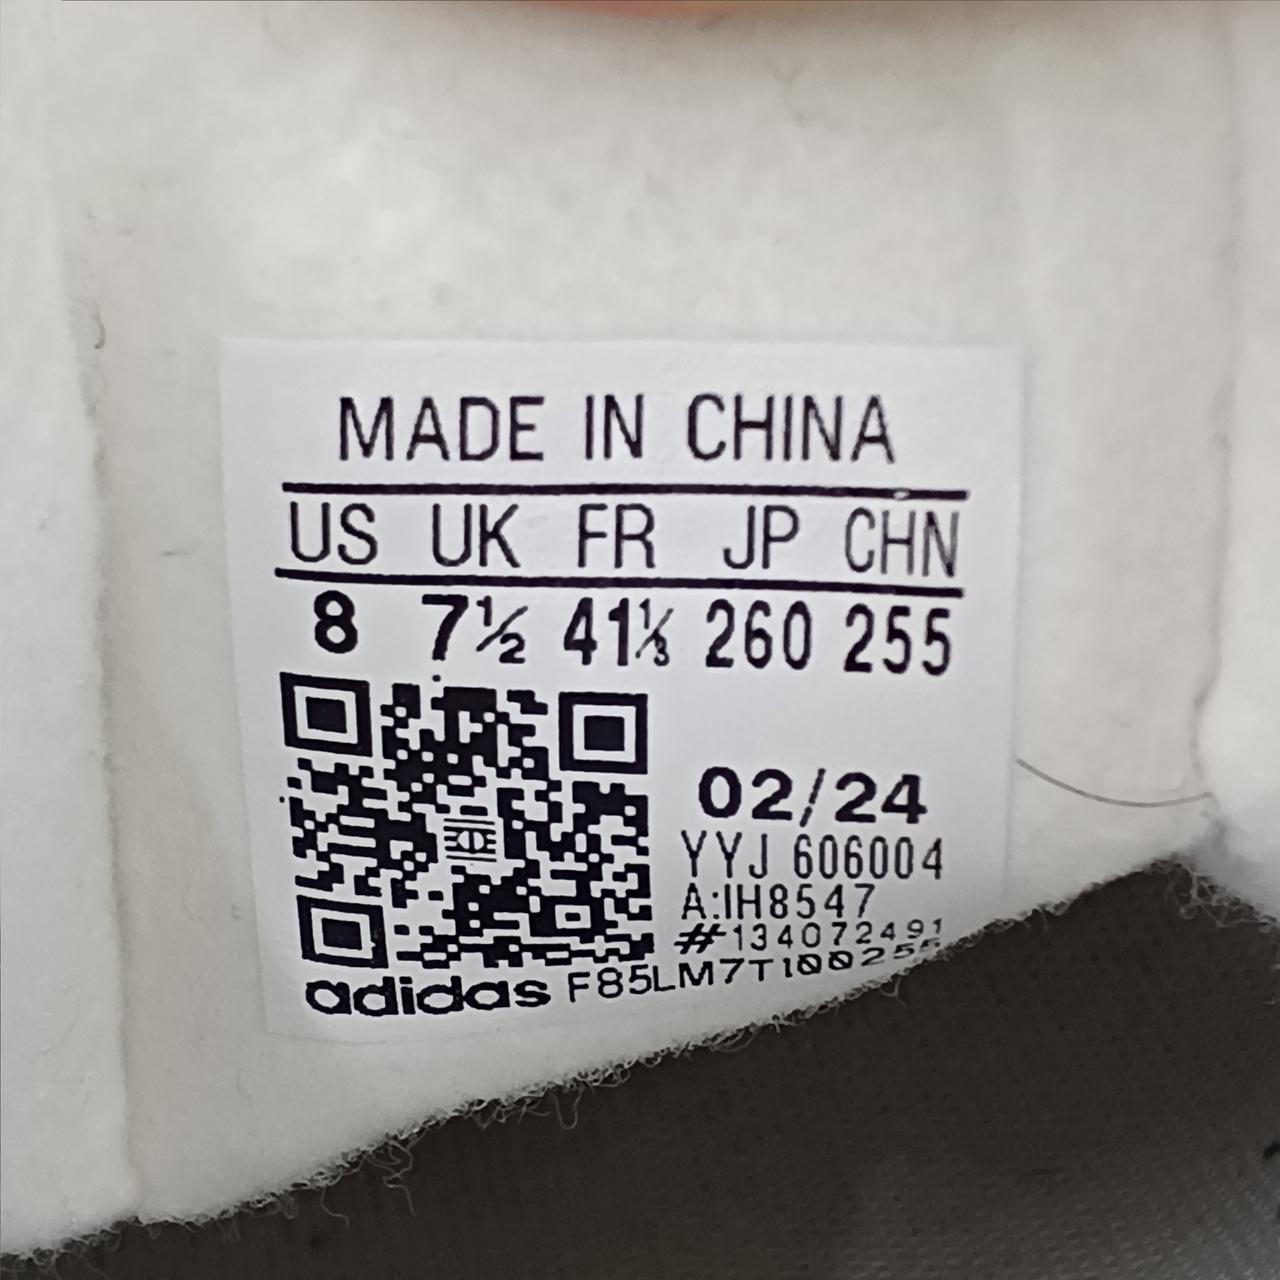 MADE IN CHINA
US UK FR JP CHN
8 7½ 41⅓ 260 255
02/24
YYJ 606004
A:IH8547
#134072491
adidas F85LM7T100255